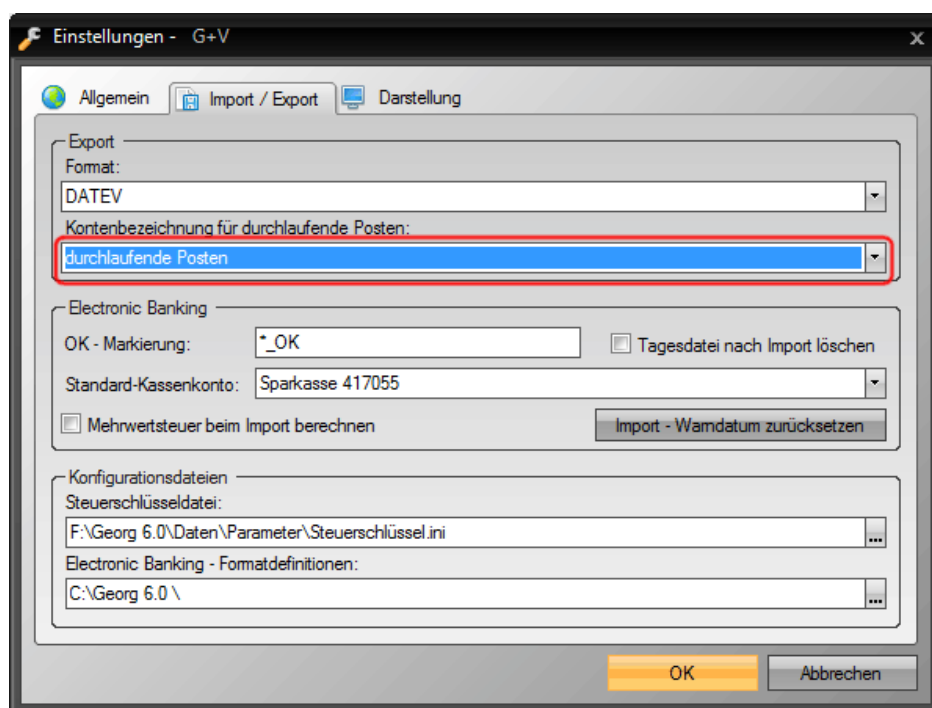 Einstellungen - G+V
x
Allgemein Import / Export Darstellung
Export
Format:
DATEV
Kontenbezeichnung für durchlaufende Posten:
durchlaufende Posten
Electronic Banking
OK - Markierung: *_OK Tagesdatei nach Import löschen
Standard-Kassenkonto: Sparkasse 417055
Mehrwertsteuer beim Import berechnen Import - Warndatum zurücksetzen
Konfigurationsdateien
Steuerschlüsseldatei:
F:\Georg 6.0\Daten\Parameter\Steuerschlüssel.ini ...
Electronic Banking - Formatdefinitionen:
C:\Georg 6.0 \ ...
OK Abbrechen